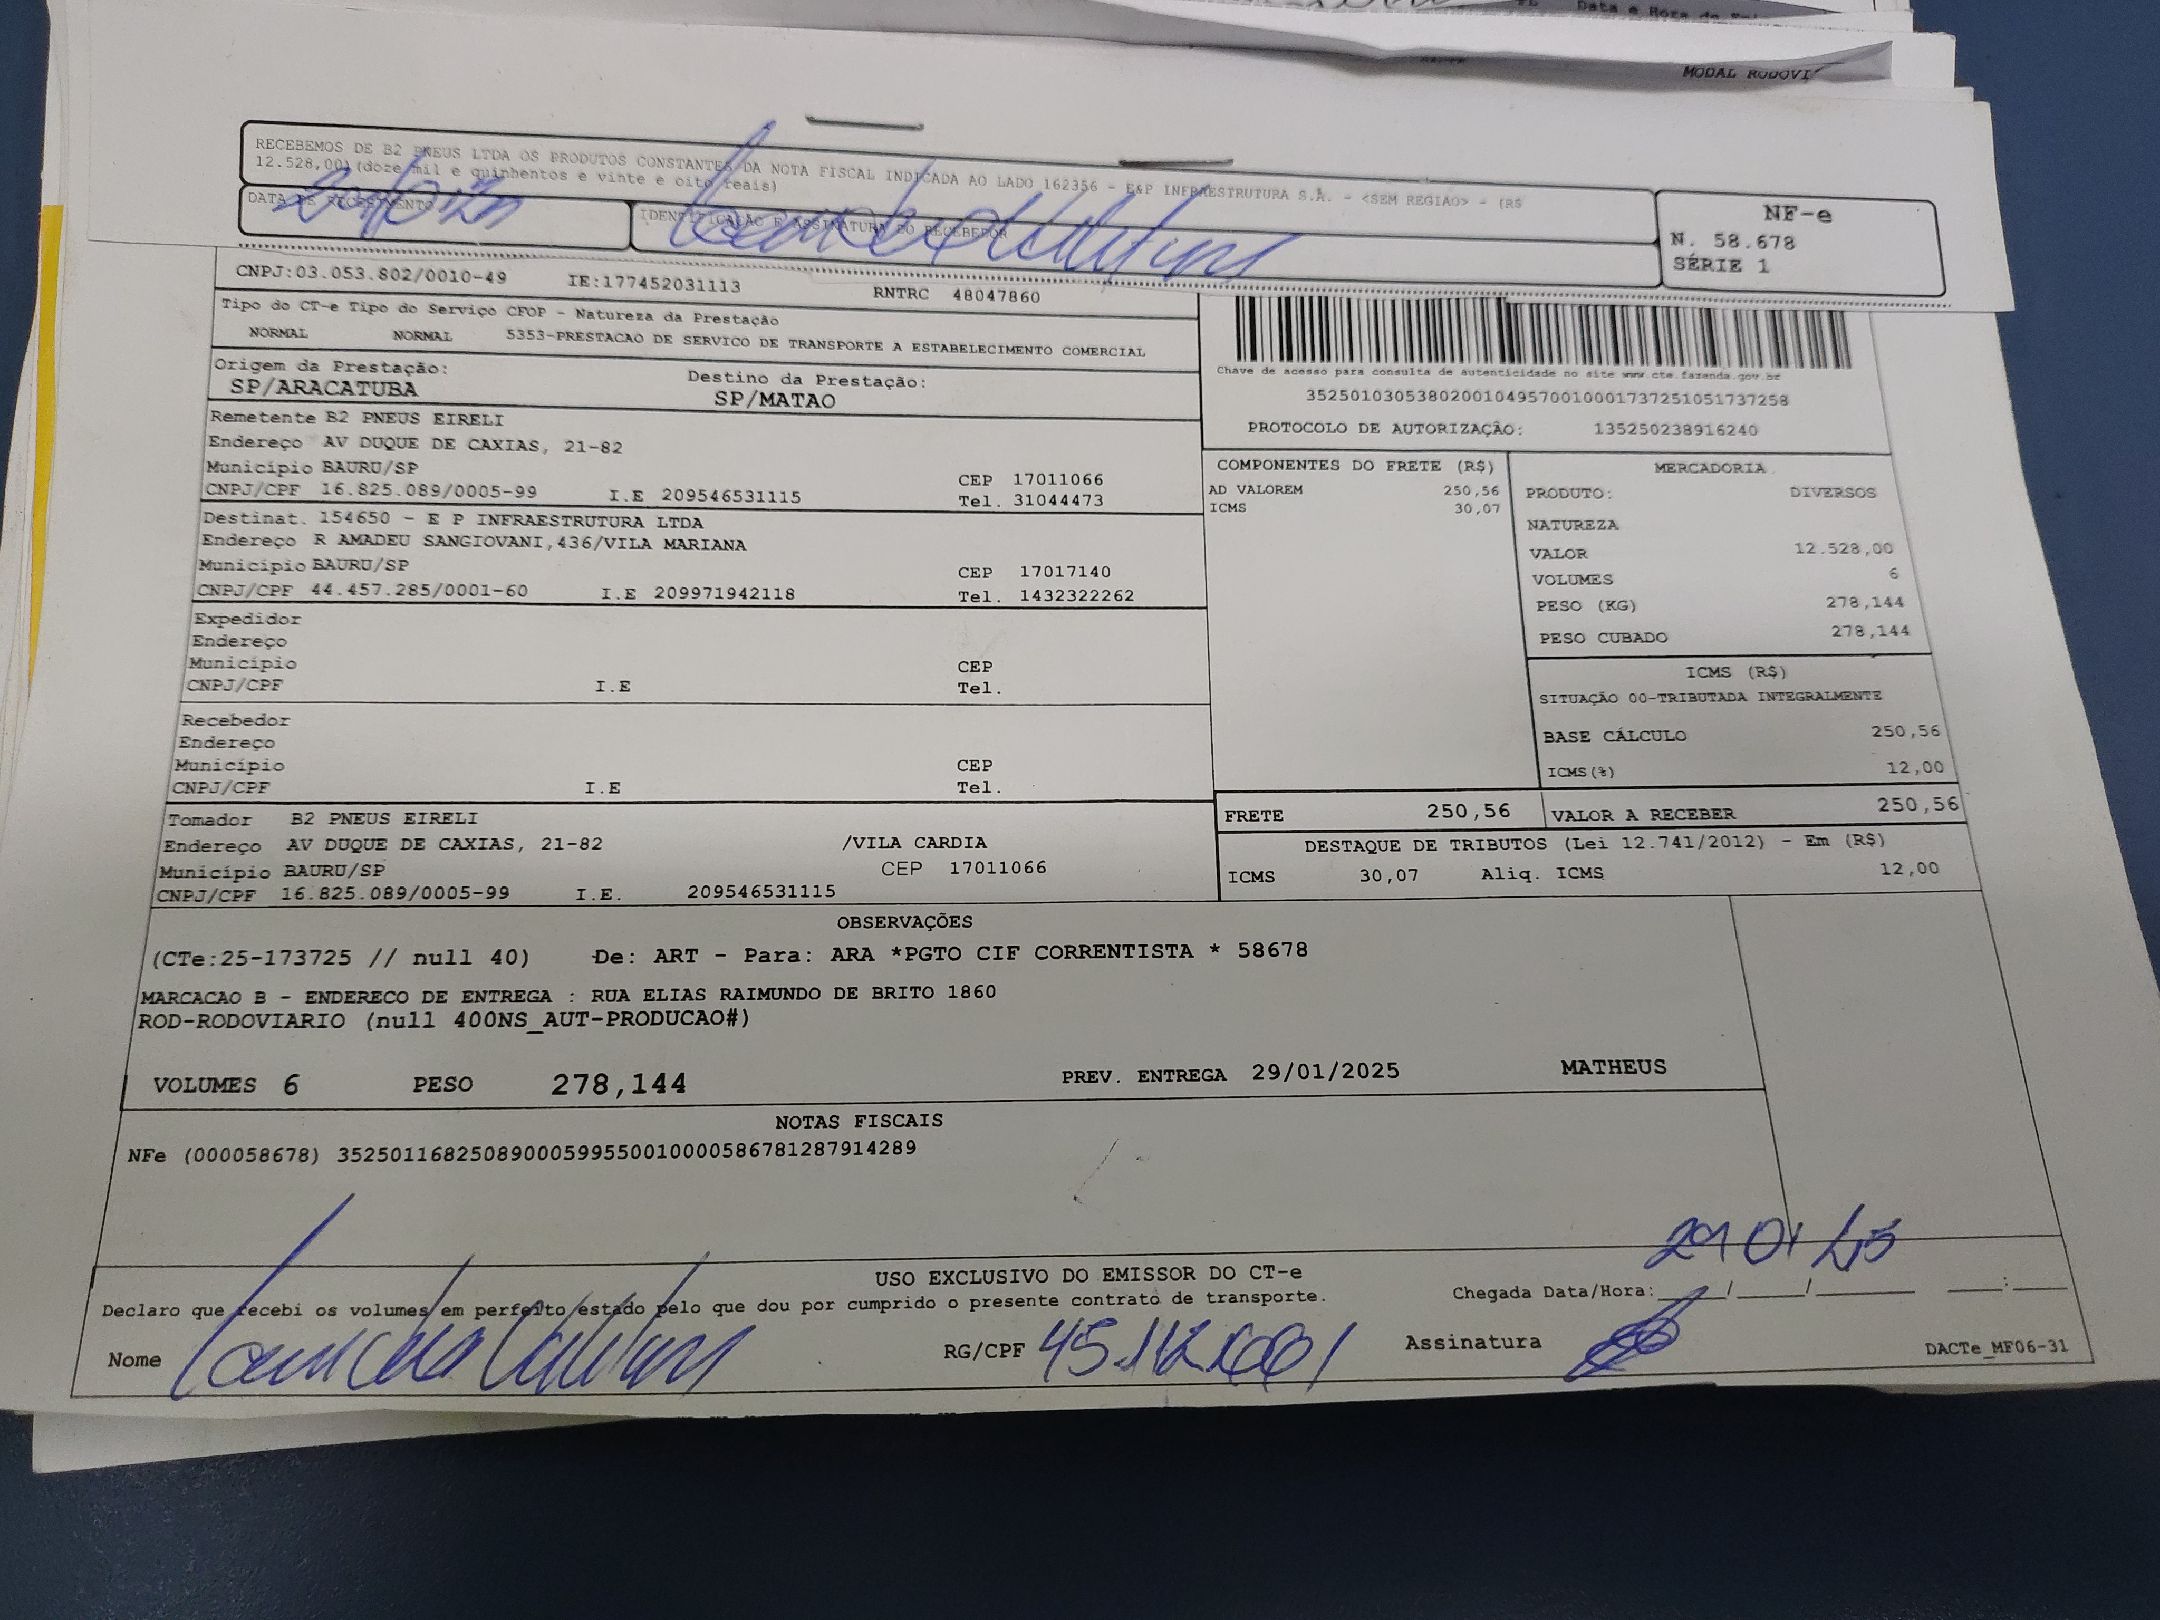 Data e Hora de
MODAL RODOVI
RECEBEMOS DE B2 PNEUS LTDA OS PRODUTOS CONSTANTES DA NOTA FISCAL INDICADA AO LADO 162356 - E&P INFRAESTRUTURA S.A. - <SEM REGIAO> - (R$
12.528,00) (doze mil e quinhentos e vinte e oito reais)
DATA DE RECEBIMENTO
IDENTIFICAÇÃO E ASSINATURA DO RECEBEDOR
NF-e
N. 58.678
SÉRIE 1
CNPJ:03.053.802/0010-49 IE:177452031113 RNTRC 48047860
Tipo do CT-e Tipo do Serviço CFOP - Natureza da Prestação
NORMAL NORMAL 5353-PRESTACAO DE SERVICO DE TRANSPORTE A ESTABELECIMENTO COMERCIAL
Origem da Prestação: Destino da Prestação:
SP/ARACATUBA SP/MATAO
Chave de acesso para consulta de autenticidade no site www.cte.fazenda.gov.br
35250103053802001049570010001737251051737258
PROTOCOLO DE AUTORIZAÇÃO: 135250238916240
Remetente B2 PNEUS EIRELI
Endereço AV DUQUE DE CAXIAS, 21-82
Município BAURU/SP CEP 17011066
CNPJ/CPF 16.825.089/0005-99 I.E 209546531115 Tel. 31044473
Destinat. 154650 - E P INFRAESTRUTURA LTDA
Endereço R AMADEU SANGIOVANI,436/VILA MARIANA
Município BAURU/SP CEP 17017140
CNPJ/CPF 44.457.285/0001-60 I.E 209971942118 Tel. 1432322262
Expedidor
Endereço
Município CEP
CNPJ/CPF I.E Tel.
Recebedor
Endereço
Município CEP
CNPJ/CPF I.E Tel.
Tomador B2 PNEUS EIRELI
Endereço AV DUQUE DE CAXIAS, 21-82 /VILA CARDIA
Município BAURU/SP CEP 17011066
CNPJ/CPF 16.825.089/0005-99 I.E. 209546531115
COMPONENTES DO FRETE (R$)
AD VALOREM 250,56
ICMS 30,07
MERCADORIA
PRODUTO: DIVERSOS
NATUREZA
VALOR 12.528,00
VOLUMES 6
PESO (KG) 278,144
PESO CUBADO 278,144
ICMS (R$)
SITUAÇÃO 00-TRIBUTADA INTEGRALMENTE
BASE CÁLCULO 250,56
ICMS(%) 12,00
FRETE 250,56 VALOR A RECEBER 250,56
DESTAQUE DE TRIBUTOS (Lei 12.741/2012) - Em (R$)
ICMS 30,07 Aliq. ICMS 12,00
OBSERVAÇÕES
(CTe:25-173725 // null 40) De: ART - Para: ARA *PGTO CIF CORRENTISTA * 58678
MARCACAO B - ENDERECO DE ENTREGA : RUA ELIAS RAIMUNDO DE BRITO 1860
ROD-RODOVIARIO (null 400NS_AUT-PRODUCAO#)
VOLUMES 6 PESO 278,144 PREV. ENTREGA 29/01/2025 MATHEUS
NOTAS FISCAIS
NFe (000058678) 35250116825089000599550010000586781287914289
USO EXCLUSIVO DO EMISSOR DO CT-e
Declaro que recebi os volumes em perfeito estado pelo que dou por cumprido o presente contrato de transporte.
Chegada Data/Hora:___/___/_____ ___:___
Nome RG/CPF Assinatura
DACTe_MF06-31